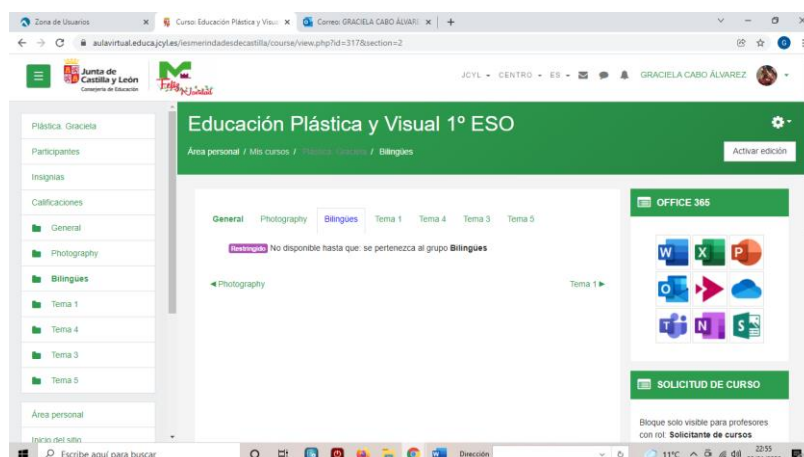 Zona de Usuarios
Curso: Educación Plástica y Visu
Correo: GRACIELA CABO ÁLVAR
aulavirtual.educa.jcyl.es/iesmerindadesdecastilla/course/view.php?id=317&section=2
Junta de
Castilla y León
Consejería de Educación
Feliz Navidad
JCYL CENTRO ES GRACIELA CABO ÁLVAREZ
Plástica. Graciela
Participantes
Insignias
Calificaciones
General
Photography
Bilingües
Tema 1
Tema 4
Tema 3
Tema 5
Área personal
Inicio del sitio
Educación Plástica y Visual 1º ESO
Área personal / Mis cursos / Plástica. Graciela / Bilingües
Activar edición
General Photography Bilingües Tema 1 Tema 4 Tema 3 Tema 5
Restringido No disponible hasta que: se pertenezca al grupo Bilingües
◄ Photography
Tema 1 ►
OFFICE 365
SOLICITUD DE CURSO
Bloque solo visible para profesores
con rol: Solicitante de cursos
Escribe aquí para buscar
Dirección
11°C
22:55